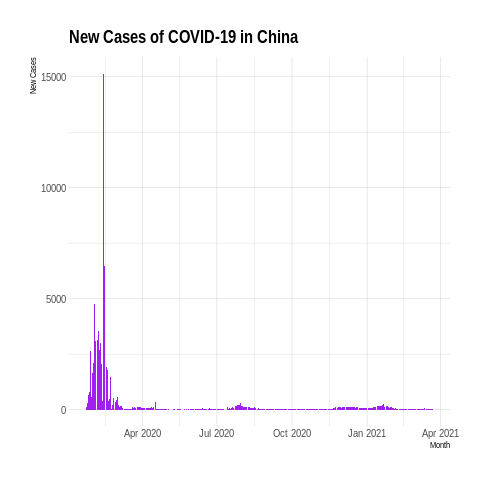 New Cases of COVID-19 in China
New Cases
15000
10000
5000
0
Apr 2020 Jul 2020 Oct 2020 Jan 2021 Apr 2021
Month